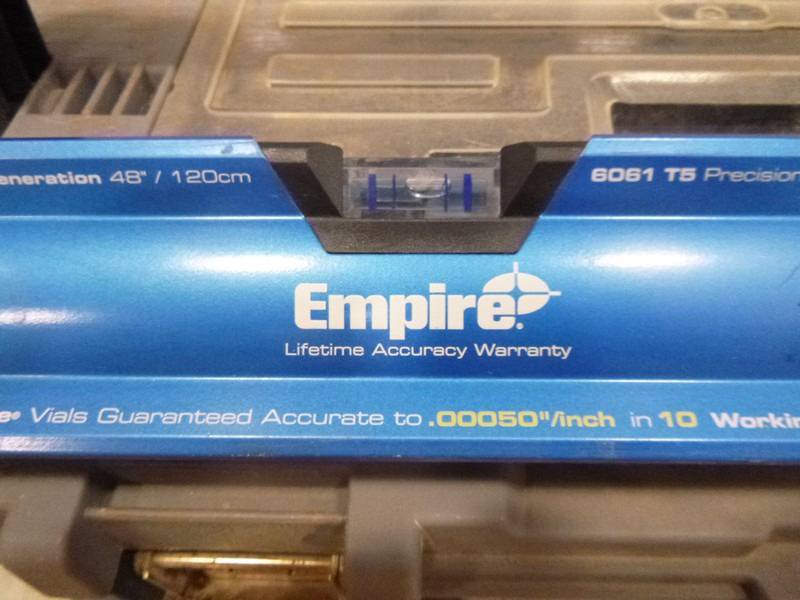 eneration 48" / 120cm
6061 T5 Precision
Empire®
Lifetime Accuracy Warranty
e® Vials Guaranteed Accurate to .00050"/inch in 10 Workin